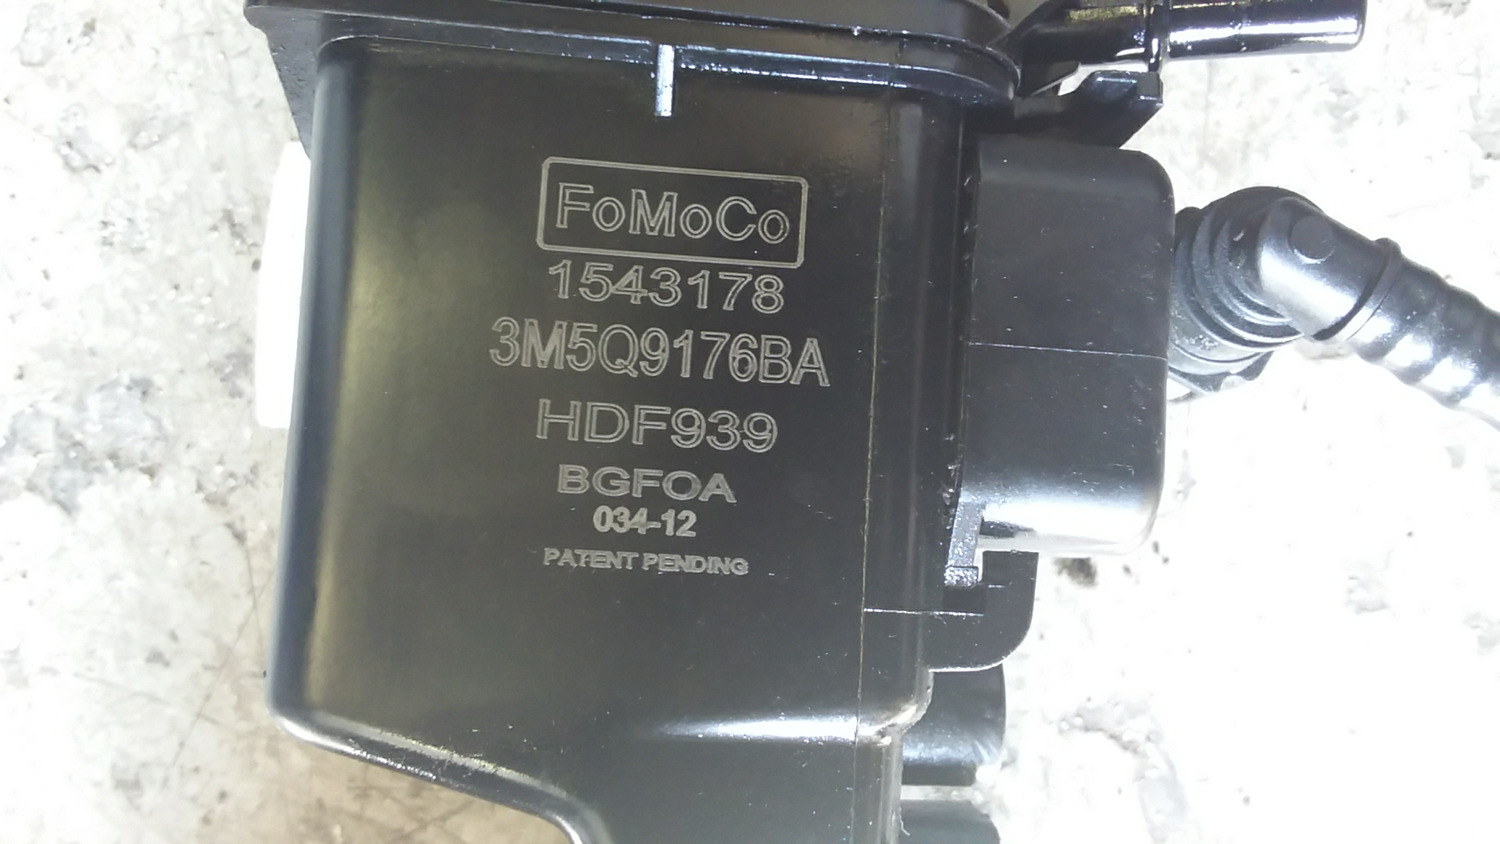 FoMoCo
1543178
3M5Q9176BA
HDF939
BGFOA
034-12
PATENT PENDING